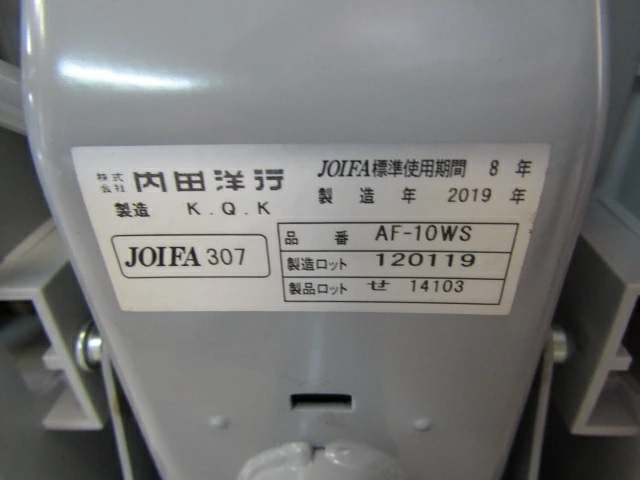 株式会社 内田洋行
製造 K.Q.K
JOIFA 307
JOIFA標準使用期間 8 年
製造年 2019 年
品番 AF-10WS
製造ロット 120119
製品ロット せ 14103